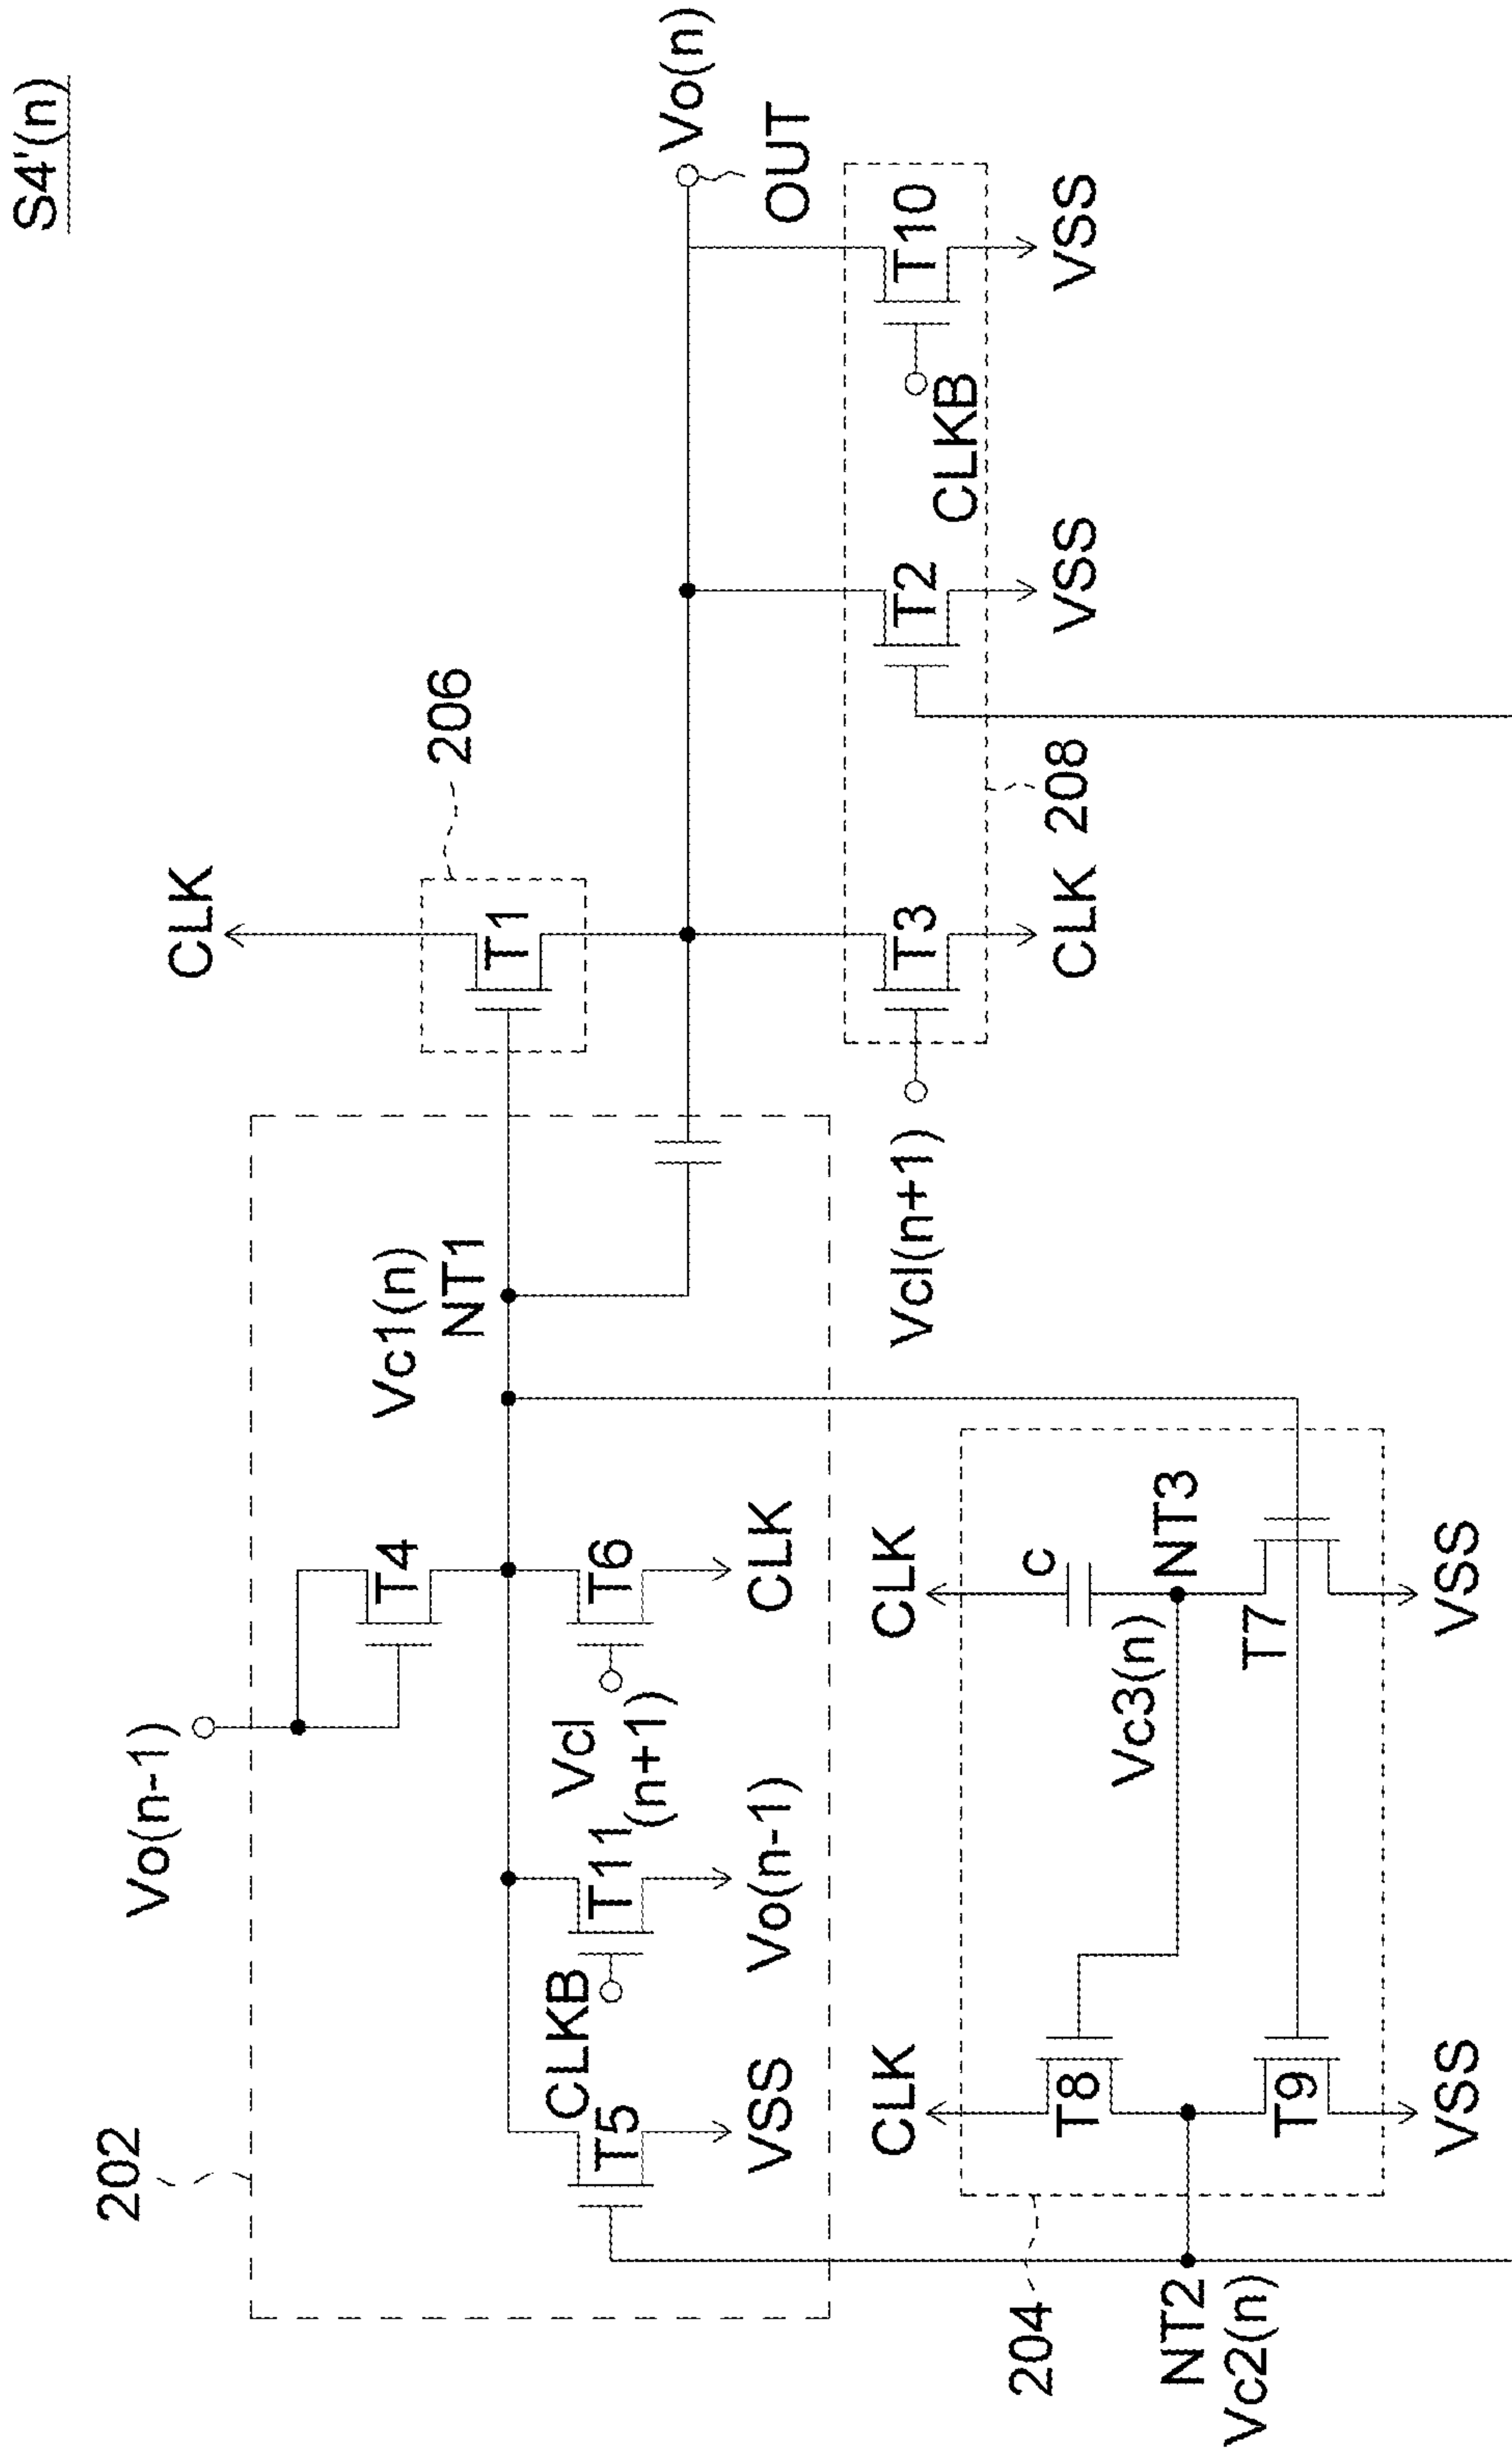 S4'(n)
202
Vo(n-1)
T4
Vc1(n)
NT1
CLK
206
T1
Vo(n)
OUT
T5
CLKB
T11
Vcl
(n+1)
T6
VSS
Vo(n-1)
CLK
Vcl(n+1)
T3
T2
T10
CLKB
CLK
208
VSS
VSS
204
CLK
CLK
c
T8
Vc3(n)
NT3
NT2
Vc2(n)
T9
T7
VSS
VSS